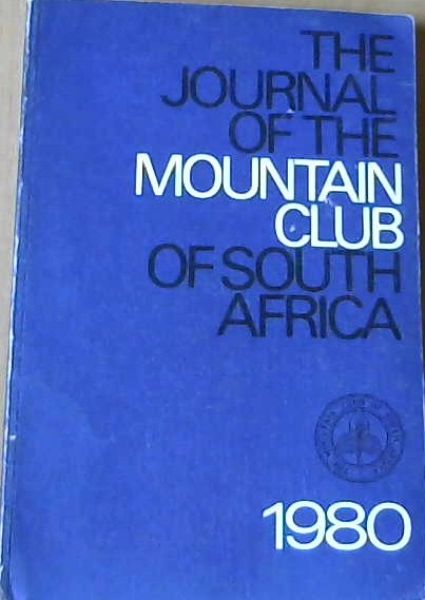 THE
JOURNAL
OF THE
MOUNTAIN
CLUB
OF SOUTH
AFRICA
1980